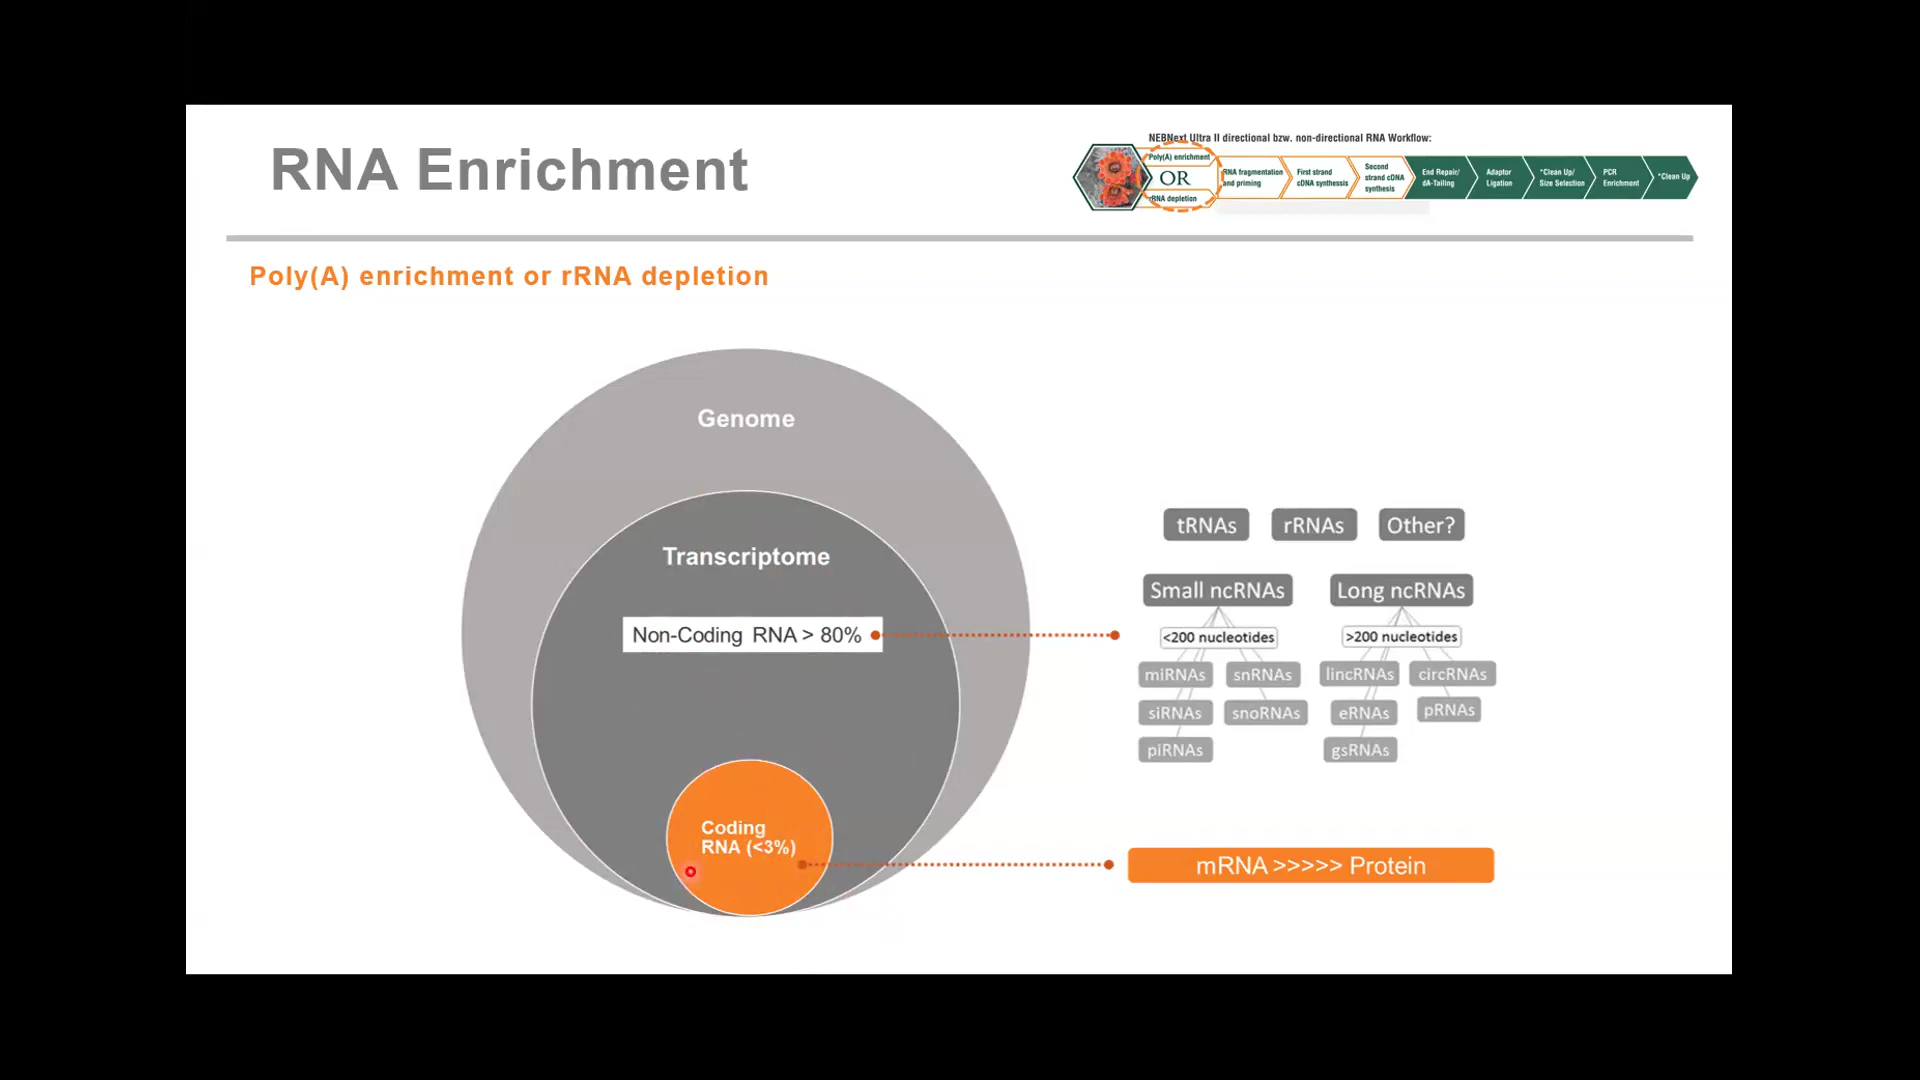 RNA Enrichment
NEBNext Ultra II directional bzw. non-directional RNA Workflow:
Poly(A) enrichment
OR
rRNA depletion
RNA fragmentation
and priming
First strand
cDNA synthesis
Second
strand cDNA
synthesis
End Repair/
dA-Tailing
Adaptor
Ligation
*Clean Up/
Size Selection
PCR
Enrichment
*Clean Up
Poly(A) enrichment or rRNA depletion
Genome
Transcriptome
Non-Coding RNA > 80%
Coding
RNA (<3%)
tRNAs rRNAs Other?
Small ncRNAs Long ncRNAs
<200 nucleotides >200 nucleotides
miRNAs snRNAs lincRNAs circRNAs
siRNAs snoRNAs eRNAs pRNAs
piRNAs gsRNAs
mRNA >>>>> Protein